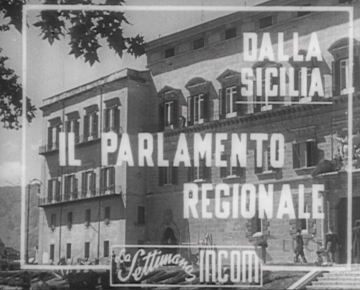 DALLA
SICILIA
IL PARLAMENTO
REGIONALE
La Settimana INCOM